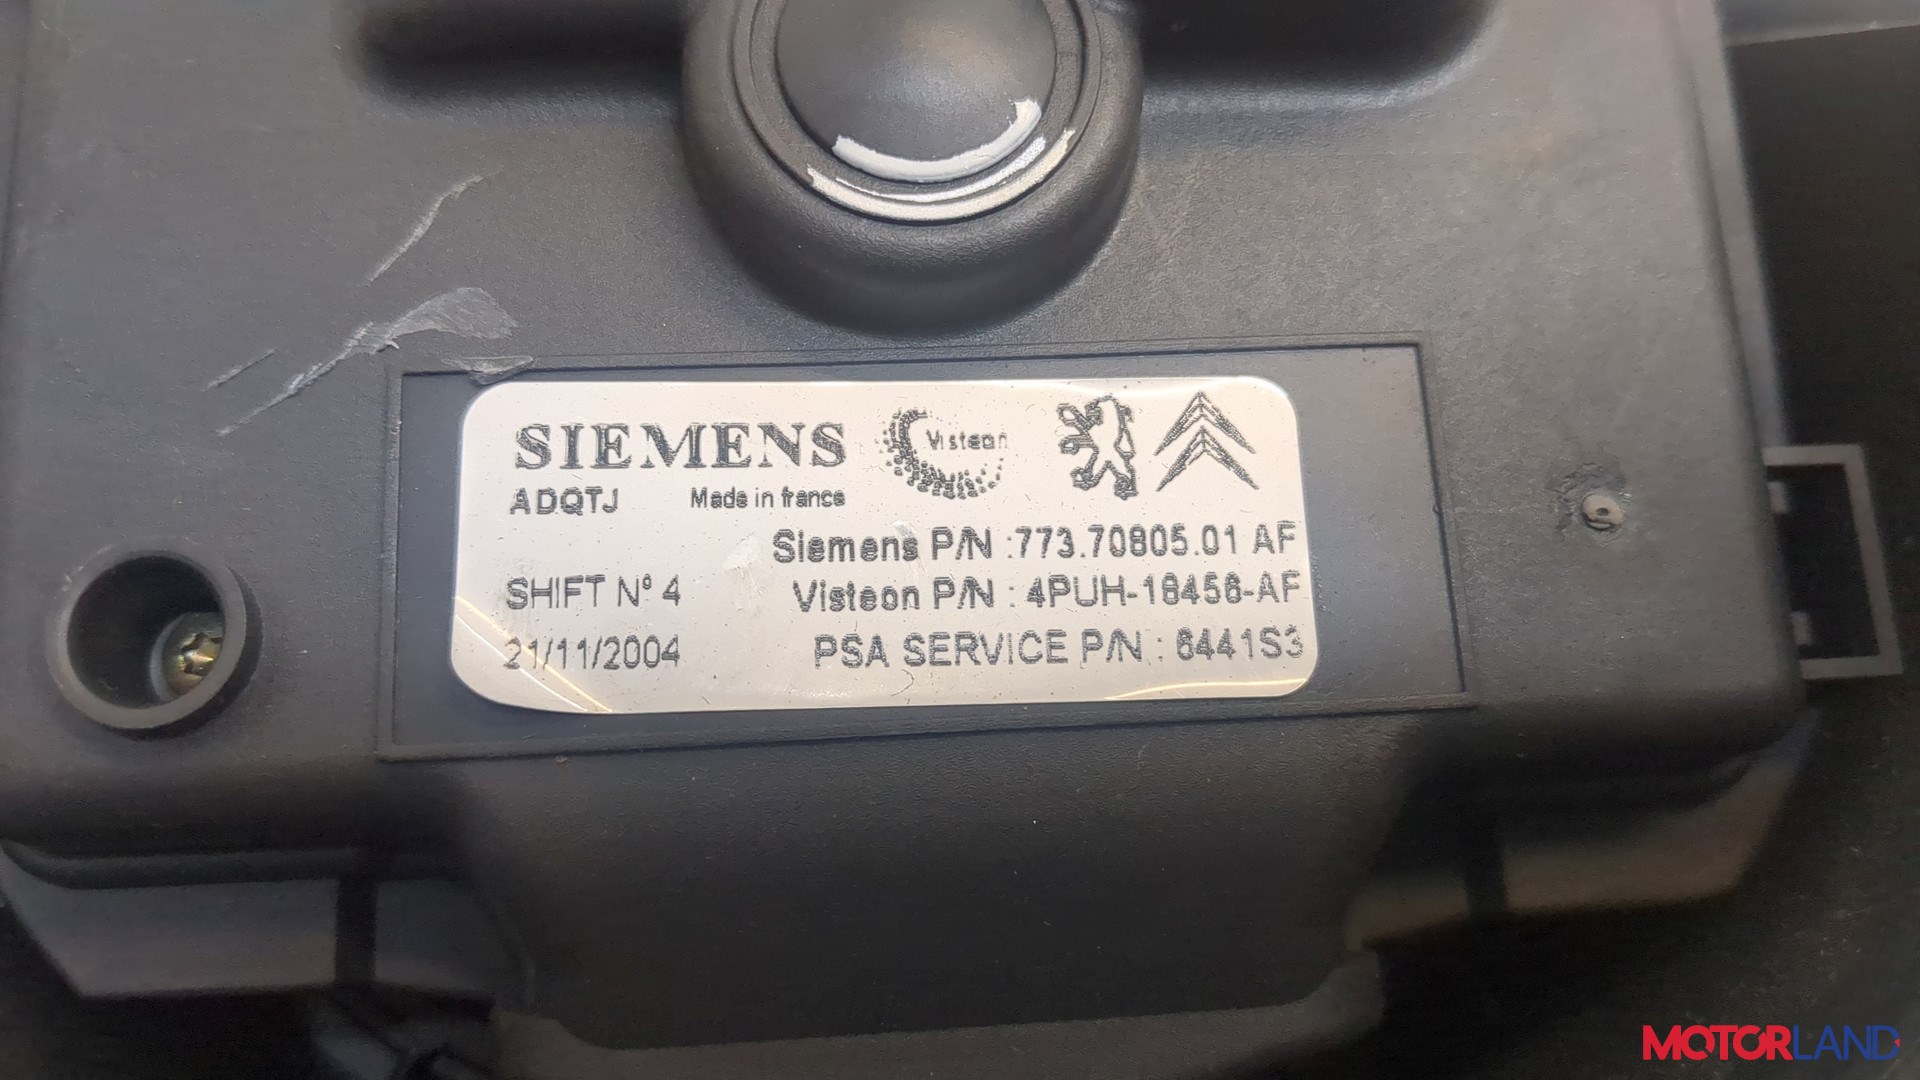 SIEMENS Visteon
ADQTJ Made in france
Siemens P/N :773.70805.01 AF
SHIFT N° 4 Visteon P/N : 4PUH-18456-AF
21/11/2004 PSA SERVICE P/N : 6441S3
MOTORLAND